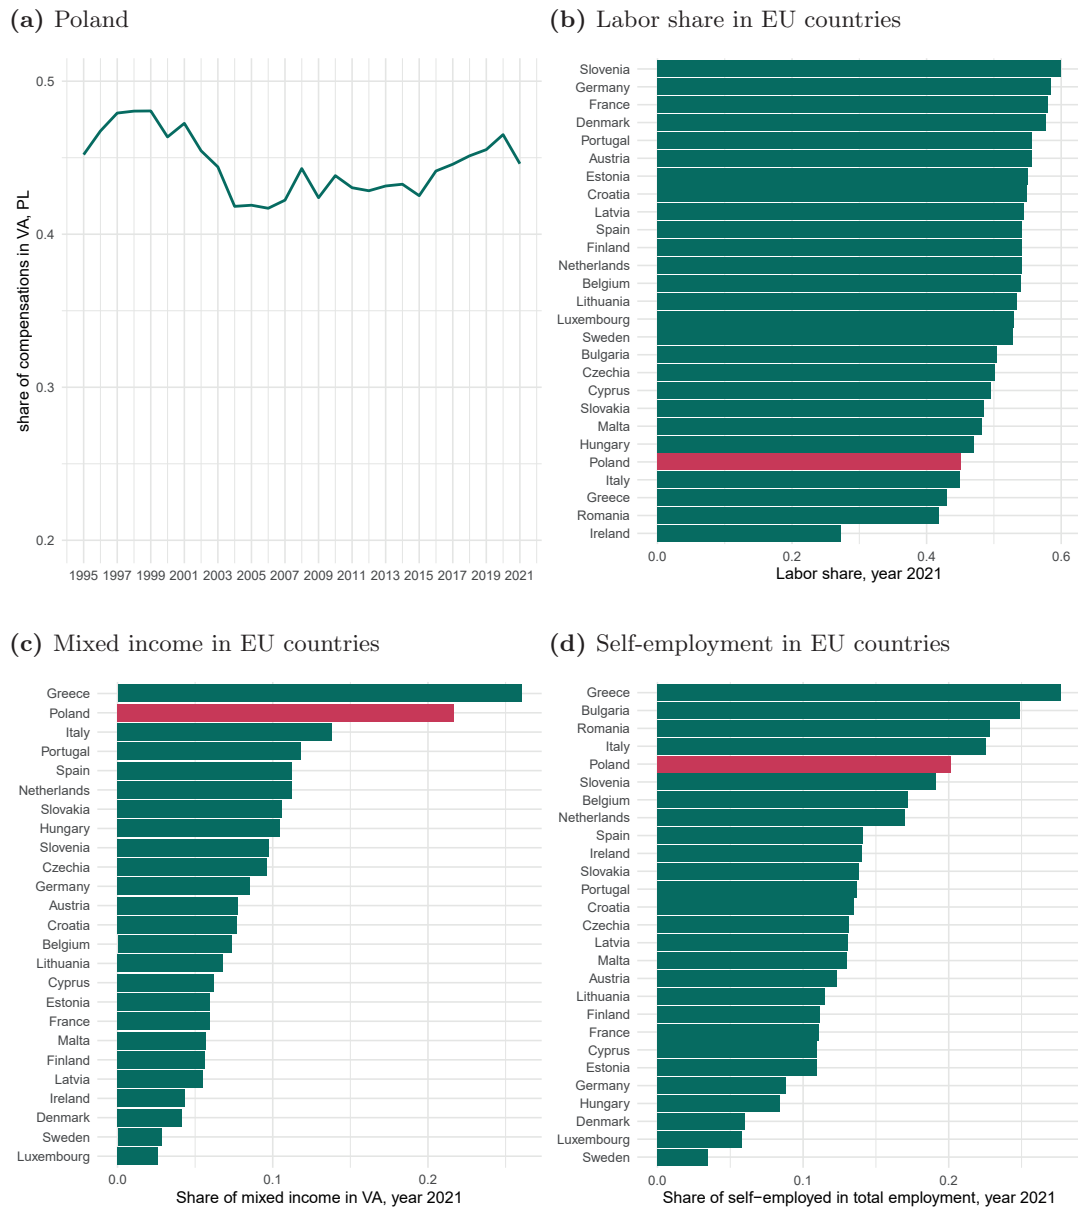 (a) Poland
share of compensations in VA, PL
0.5
0.4
0.3
0.2
1995 1997 1999 2001 2003 2005 2007 2009 2011 2013 2015 2017 2019 2021
(b) Labor share in EU countries
Slovenia
Germany
France
Denmark
Portugal
Austria
Estonia
Croatia
Latvia
Spain
Finland
Netherlands
Belgium
Lithuania
Luxembourg
Sweden
Bulgaria
Czechia
Cyprus
Slovakia
Malta
Hungary
Poland
Italy
Greece
Romania
Ireland
0.0 0.2 0.4 0.6
Labor share, year 2021
(c) Mixed income in EU countries
Greece
Poland
Italy
Portugal
Spain
Netherlands
Slovakia
Hungary
Slovenia
Czechia
Germany
Austria
Croatia
Belgium
Lithuania
Cyprus
Estonia
France
Malta
Finland
Latvia
Ireland
Denmark
Sweden
Luxembourg
0.0 0.1 0.2
Share of mixed income in VA, year 2021
(d) Self-employment in EU countries
Greece
Bulgaria
Romania
Italy
Poland
Slovenia
Belgium
Netherlands
Spain
Ireland
Slovakia
Portugal
Croatia
Czechia
Latvia
Malta
Austria
Lithuania
Finland
France
Cyprus
Estonia
Germany
Hungary
Denmark
Luxembourg
Sweden
0.0 0.1 0.2
Share of self−employed in total employment, year 2021